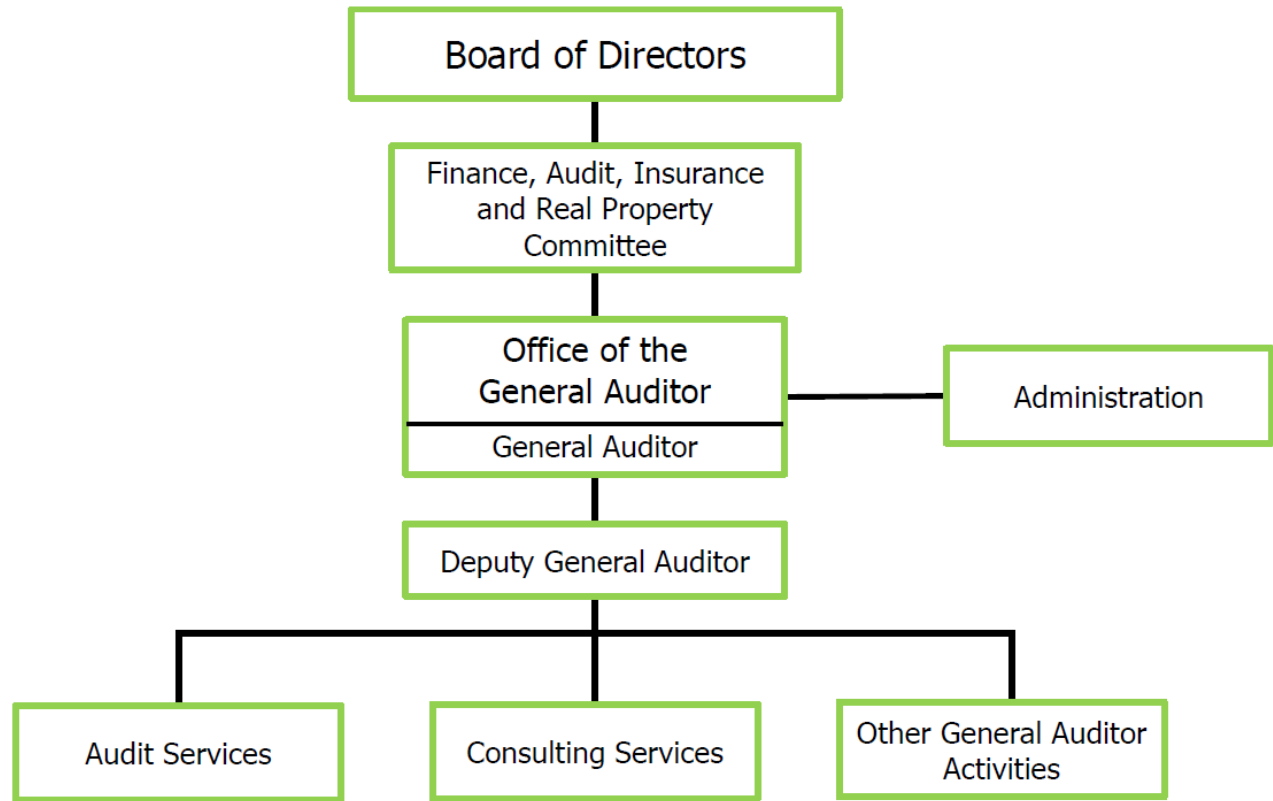 Board of Directors
Finance, Audit, Insurance
and Real Property
Committee
Office of the
General Auditor
General Auditor
Administration
Deputy General Auditor
Audit Services
Consulting Services
Other General Auditor
Activities